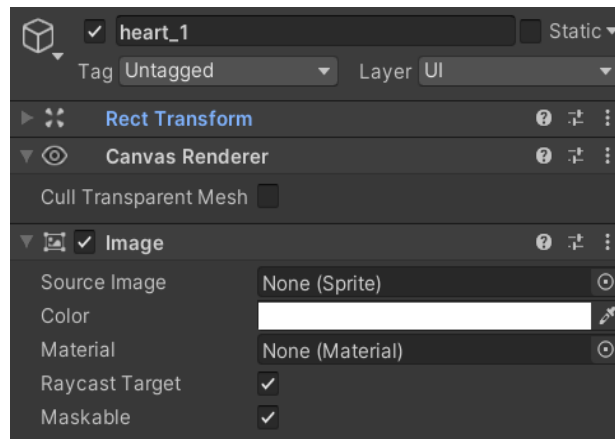 heart_1 Static
Tag Untagged Layer UI
Rect Transform
Canvas Renderer
Cull Transparent Mesh
Image
Source Image None (Sprite)
Color
Material None (Material)
Raycast Target
Maskable